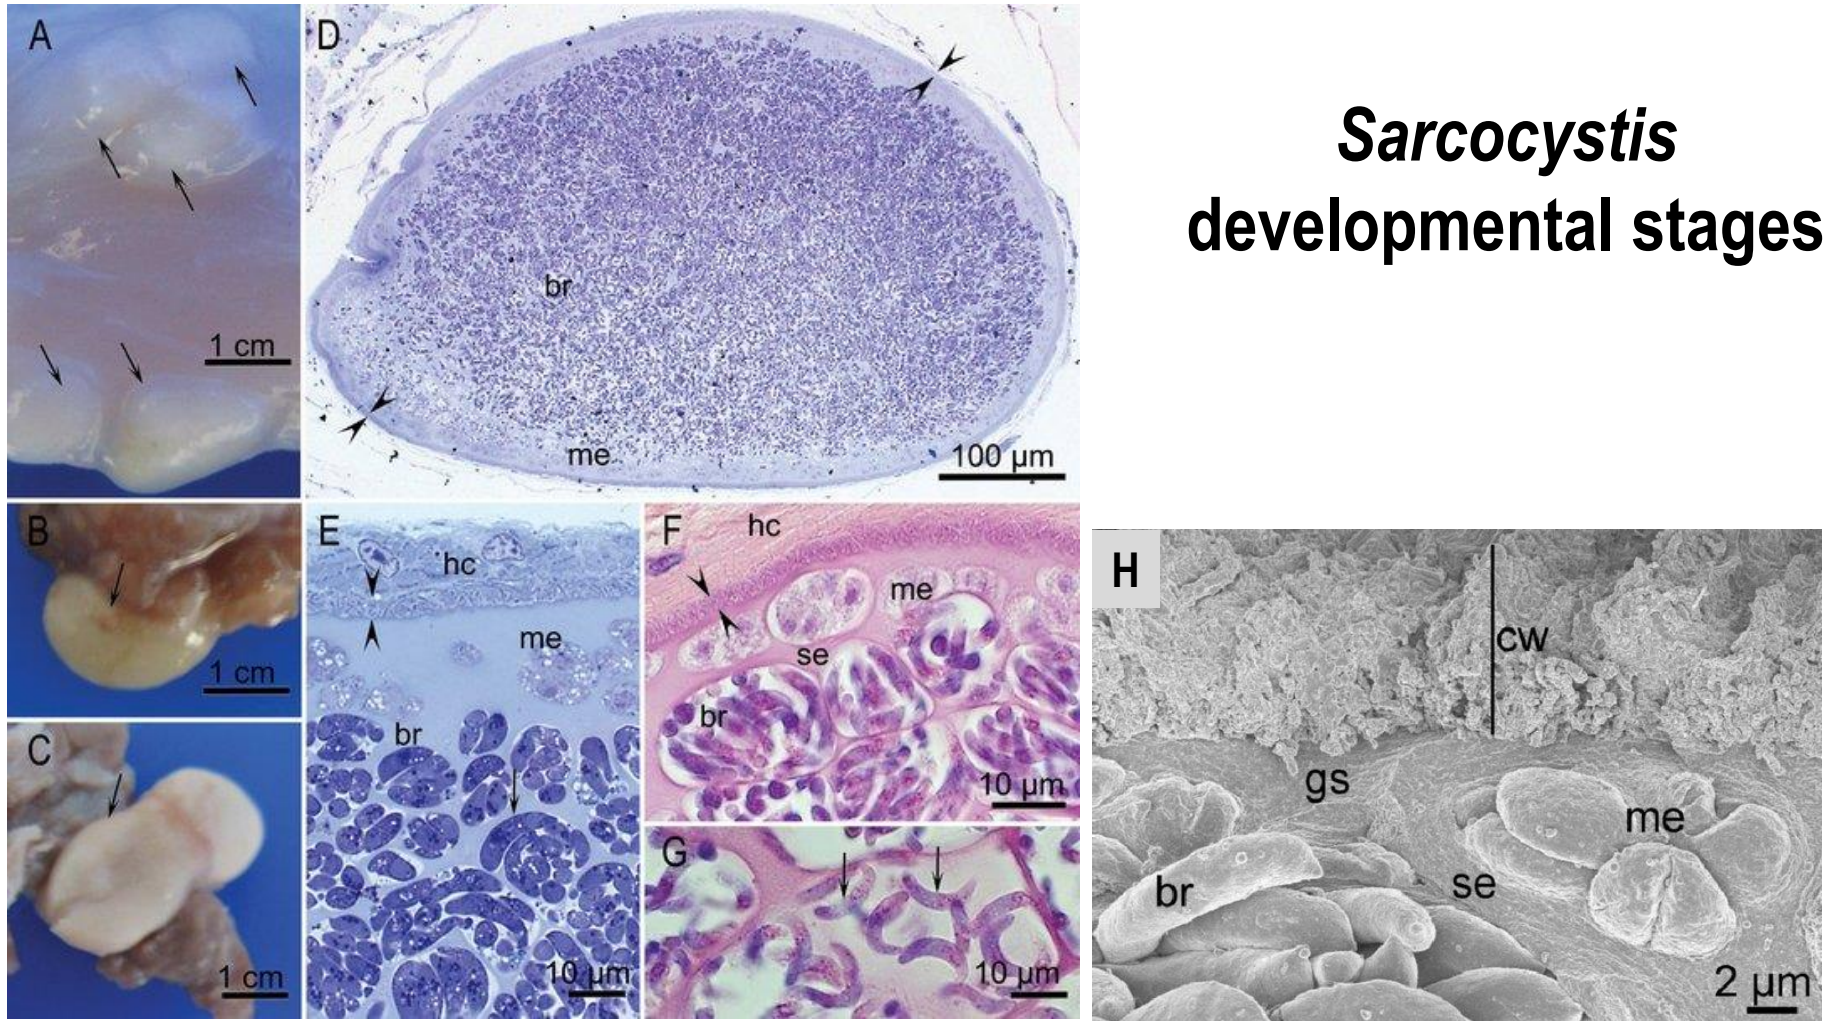 A
1 cm
B
1 cm
C
1 cm
D
br
me
100 µm
E
hc
me
br
10 µm
F
hc
me
se
br
10 µm
G
10 µm
Sarcocystis
developmental stages
H
cw
gs
me
br
se
2 µm